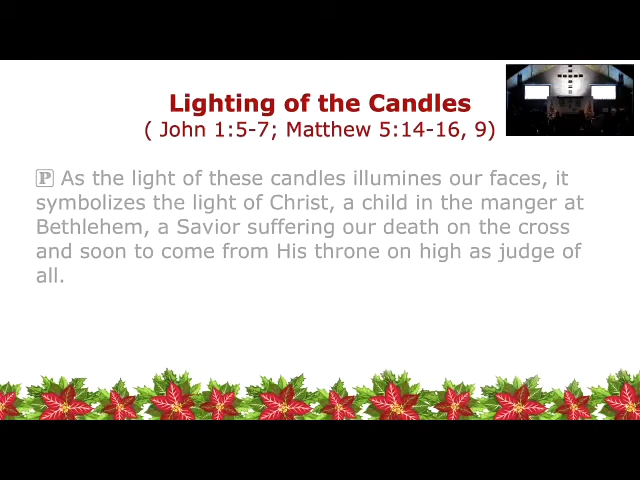 Lighting of the Candles
( John 1:5-7; Matthew 5:14-16, 9)
P As the light of these candles illumines our faces, it
symbolizes the light of Christ, a child in the manger at
Bethlehem, a Savior suffering our death on the cross
and soon to come from His throne on high as judge of
all.